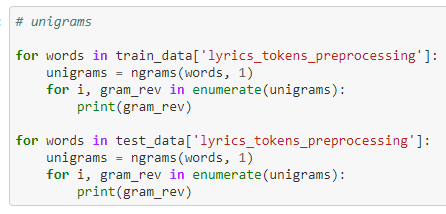 # unigrams
for words in train_data['lyrics_tokens_preprocessing']:
    unigrams = ngrams(words, 1)
    for i, gram_rev in enumerate(unigrams):
        print(gram_rev)
for words in test_data['lyrics_tokens_preprocessing']:
    unigrams = ngrams(words, 1)
    for i, gram_rev in enumerate(unigrams):
        print(gram_rev)